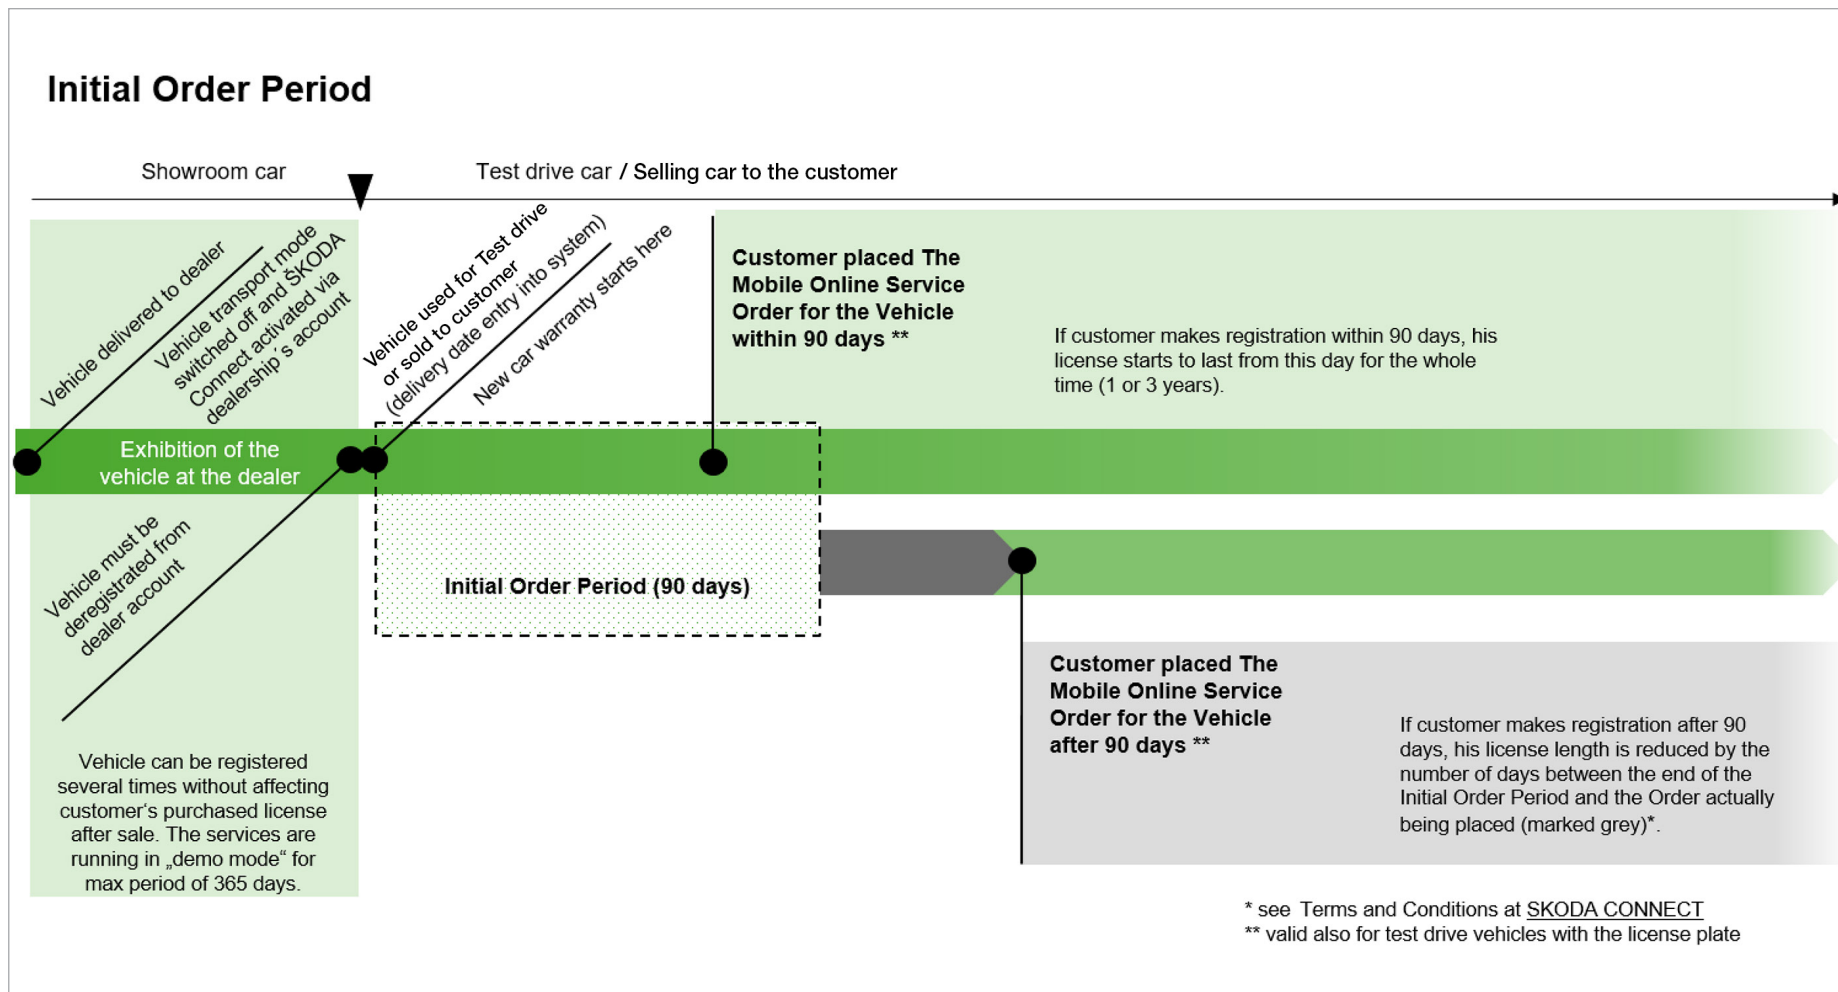 Initial Order Period
Showroom car
Test drive car / Selling car to the customer
Vehicle delivered to dealer
Vehicle transport mode
switched off and ŠKODA
Connect activated via
dealership´s account
Vehicle used for Test drive
or sold to customer
(delivery date entry into system)
New car warranty starts here
Customer placed The
Mobile Online Service
Order for the Vehicle
within 90 days **
If customer makes registration within 90 days, his
license starts to last from this day for the whole
time (1 or 3 years).
Exhibition of the
vehicle at the dealer
Vehicle must be
deregistrated from
dealer account
Initial Order Period (90 days)
Customer placed The
Mobile Online Service
Order for the Vehicle
after 90 days **
If customer makes registration after 90
days, his license length is reduced by the
number of days between the end of the
Initial Order Period and the Order actually
being placed (marked grey)*.
Vehicle can be registered
several times without affecting
customer‘s purchased license
after sale. The services are
running in „demo mode“ for
max period of 365 days.
* see Terms and Conditions at SKODA CONNECT
** valid also for test drive vehicles with the license plate